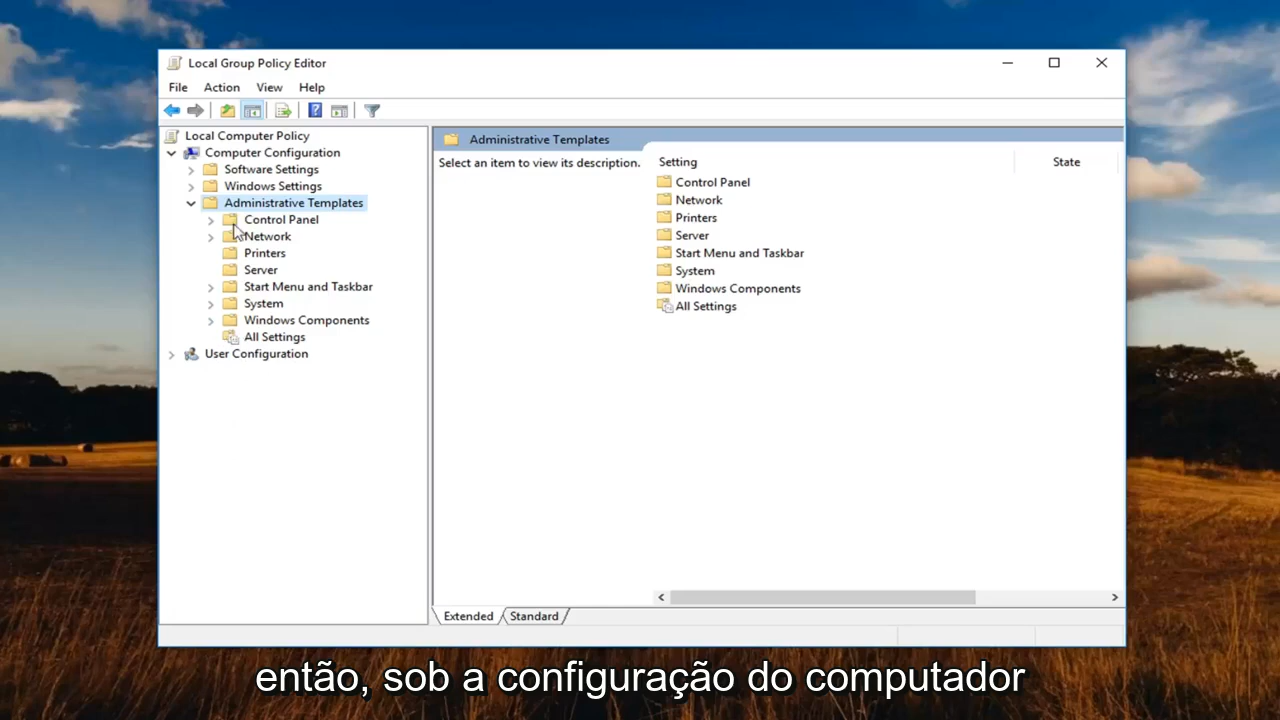 Local Group Policy Editor
File Action View Help
Local Computer Policy
Computer Configuration
Software Settings
Windows Settings
Administrative Templates
Control Panel
Network
Printers
Server
Start Menu and Taskbar
System
Windows Components
All Settings
User Configuration
Administrative Templates
Select an item to view its description.
Setting State
Control Panel
Network
Printers
Server
Start Menu and Taskbar
System
Windows Components
All Settings
Extended Standard
então, sob a configuração do computador